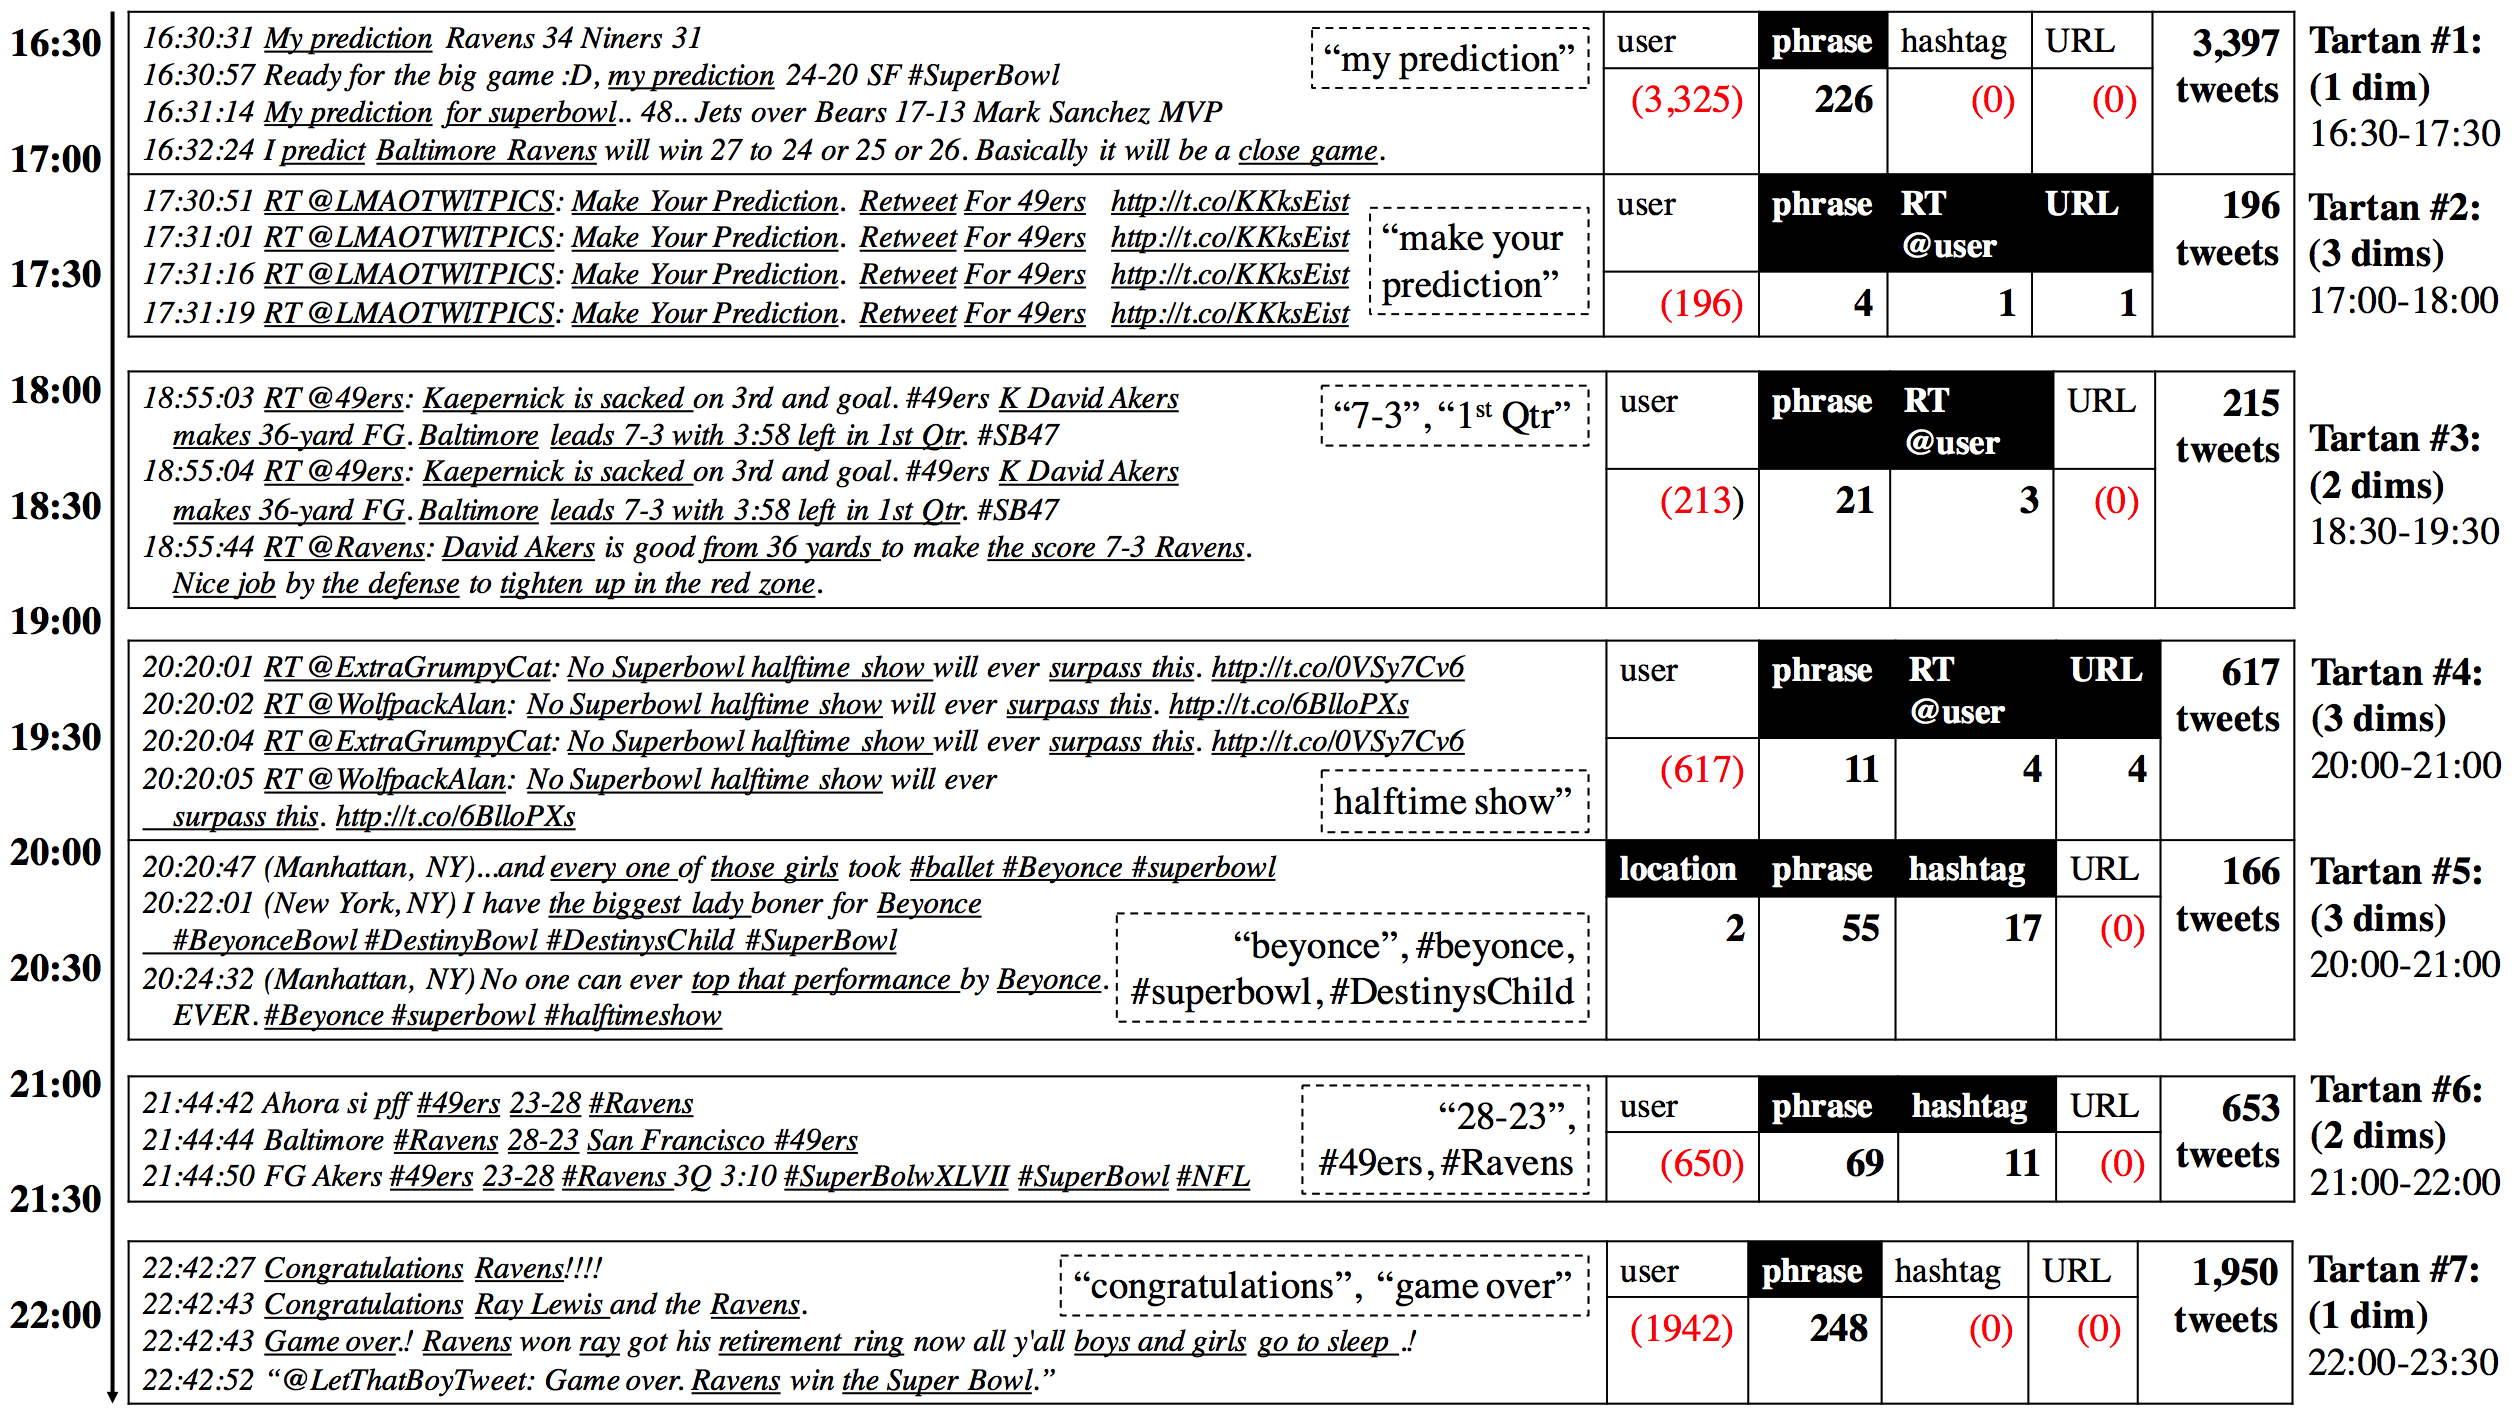 16:30
17:00
17:30
18:00
18:30
19:00
19:30
20:00
20:30
21:00
21:30
22:00
16:30:31 My prediction Ravens 34 Niners 31
16:30:57 Ready for the big game :D, my prediction 24-20 SF #SuperBowl
16:31:14 My prediction for superbowl.. 48.. Jets over Bears 17-13 Mark Sanchez MVP
16:32:24 I predict Baltimore Ravens will win 27 to 24 or 25 or 26. Basically it will be a close game.
“my prediction”
user phrase hashtag URL
(3,325) 226 (0) (0)
3,397
tweets
Tartan #1:
(1 dim)
16:30-17:30
17:30:51 RT @LMAOTWlTPICS: Make Your Prediction. Retweet For 49ers http://t.co/KKksEist
17:31:01 RT @LMAOTWlTPICS: Make Your Prediction. Retweet For 49ers http://t.co/KKksEist
17:31:16 RT @LMAOTWlTPICS: Make Your Prediction. Retweet For 49ers http://t.co/KKksEist
17:31:19 RT @LMAOTWlTPICS: Make Your Prediction. Retweet For 49ers http://t.co/KKksEist
“make your
prediction”
user phrase RT URL
@user
(196) 4 1 1
196
tweets
Tartan #2:
(3 dims)
17:00-18:00
18:55:03 RT @49ers: Kaepernick is sacked on 3rd and goal. #49ers K David Akers
makes 36-yard FG. Baltimore leads 7-3 with 3:58 left in 1st Qtr. #SB47
18:55:04 RT @49ers: Kaepernick is sacked on 3rd and goal. #49ers K David Akers
makes 36-yard FG. Baltimore leads 7-3 with 3:58 left in 1st Qtr. #SB47
18:55:44 RT @Ravens: David Akers is good from 36 yards to make the score 7-3 Ravens.
Nice job by the defense to tighten up in the red zone.
“7-3”, “1st Qtr”
user phrase RT URL
@user
(213) 21 3 (0)
215
tweets
Tartan #3:
(2 dims)
18:30-19:30
20:20:01 RT @ExtraGrumpyCat: No Superbowl halftime show will ever surpass this. http://t.co/0VSy7Cv6
20:20:02 RT @WolfpackAlan: No Superbowl halftime show will ever surpass this. http://t.co/6BlloPXs
20:20:04 RT @ExtraGrumpyCat: No Superbowl halftime show will ever surpass this. http://t.co/0VSy7Cv6
20:20:05 RT @WolfpackAlan: No Superbowl halftime show will ever
surpass this. http://t.co/6BlloPXs
halftime show”
user phrase RT URL
@user
(617) 11 4 4
617
tweets
Tartan #4:
(3 dims)
20:00-21:00
20:20:47 (Manhattan, NY)...and every one of those girls took #ballet #Beyonce #superbowl
20:22:01 (New York, NY) I have the biggest lady boner for Beyonce
#BeyonceBowl #DestinyBowl #DestinysChild #SuperBowl
20:24:32 (Manhattan, NY) No one can ever top that performance by Beyonce.
EVER. #Beyonce #superbowl #halftimeshow
“beyonce”, #beyonce,
#superbowl, #DestinysChild
location phrase hashtag URL
2 55 17 (0)
166
tweets
Tartan #5:
(3 dims)
20:00-21:00
21:44:42 Ahora si pff #49ers 23-28 #Ravens
21:44:44 Baltimore #Ravens 28-23 San Francisco #49ers
21:44:50 FG Akers #49ers 23-28 #Ravens 3Q 3:10 #SuperBolwXLVII #SuperBowl #NFL
“28-23”,
#49ers, #Ravens
user phrase hashtag URL
(650) 69 11 (0)
653
tweets
Tartan #6:
(2 dims)
21:00-22:00
22:42:27 Congratulations Ravens!!!!
22:42:43 Congratulations Ray Lewis and the Ravens.
22:42:43 Game over.! Ravens won ray got his retirement ring now all y'all boys and girls go to sleep .!
22:42:52 “@LetThatBoyTweet: Game over. Ravens win the Super Bowl.”
“congratulations”, “game over”
user phrase hashtag URL
(1942) 248 (0) (0)
1,950
tweets
Tartan #7:
(1 dim)
22:00-23:30